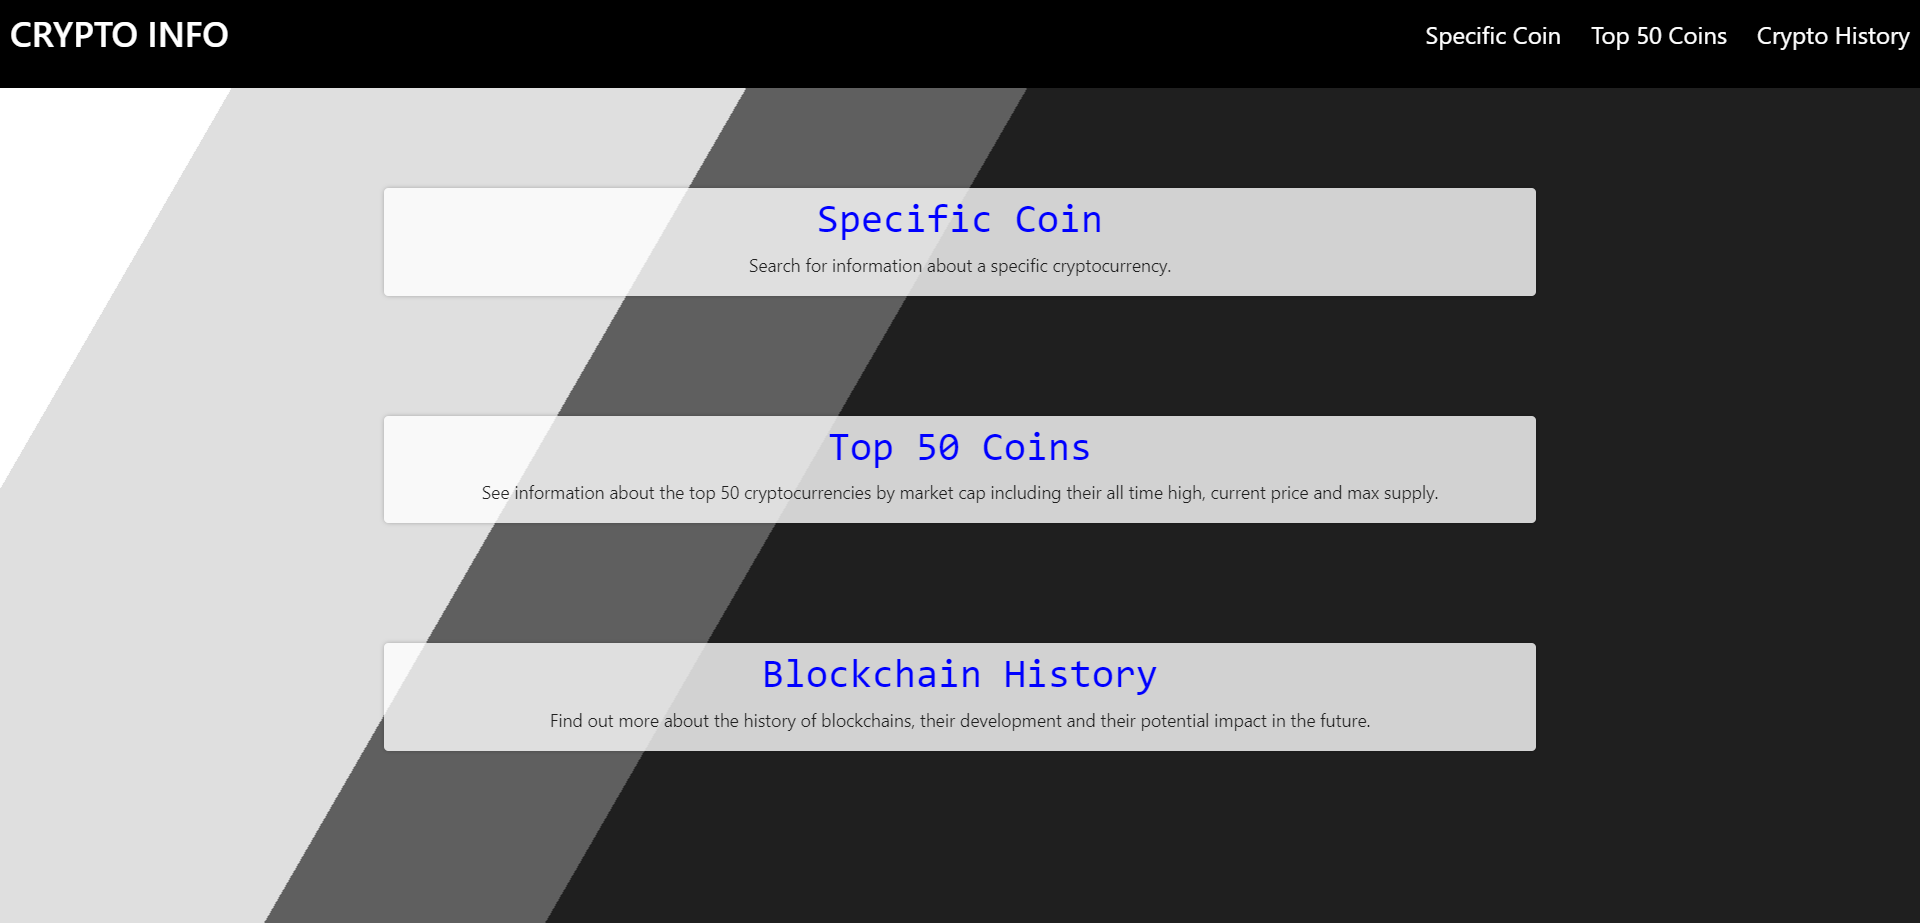 CRYPTO INFO
Specific Coin
Top 50 Coins
Crypto History
Specific Coin
Search for information about a specific cryptocurrency.
Top 50 Coins
See information about the top 50 cryptocurrencies by market cap including their all time high, current price and max supply.
Blockchain History
Find out more about the history of blockchains, their development and their potential impact in the future.